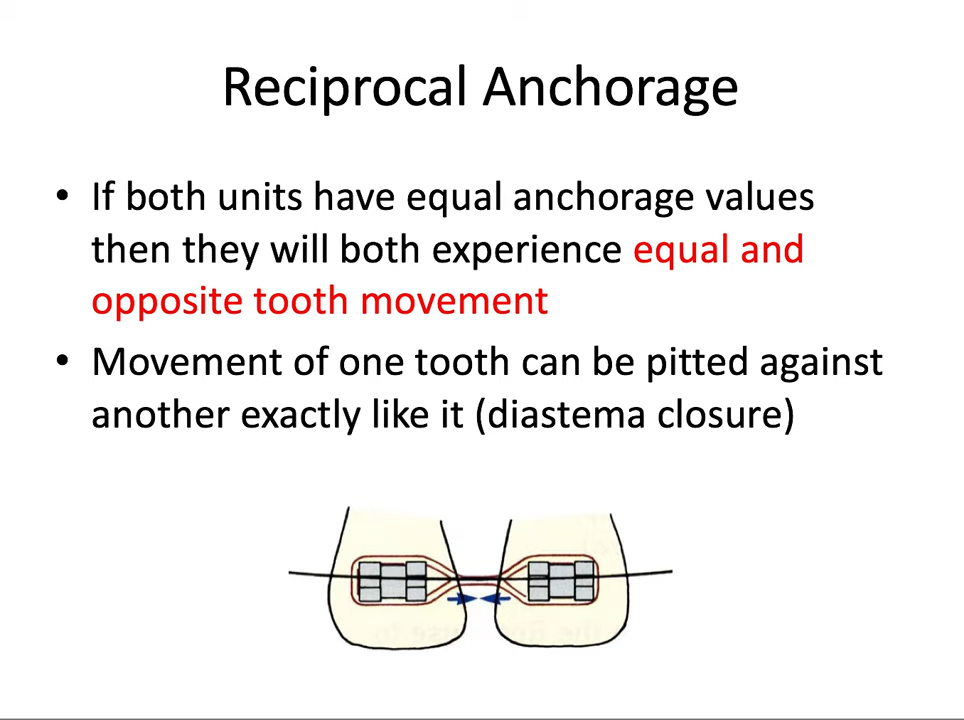 Reciprocal Anchorage
• If both units have equal anchorage values
then they will both experience equal and
opposite tooth movement
• Movement of one tooth can be pitted against
another exactly like it (diastema closure)